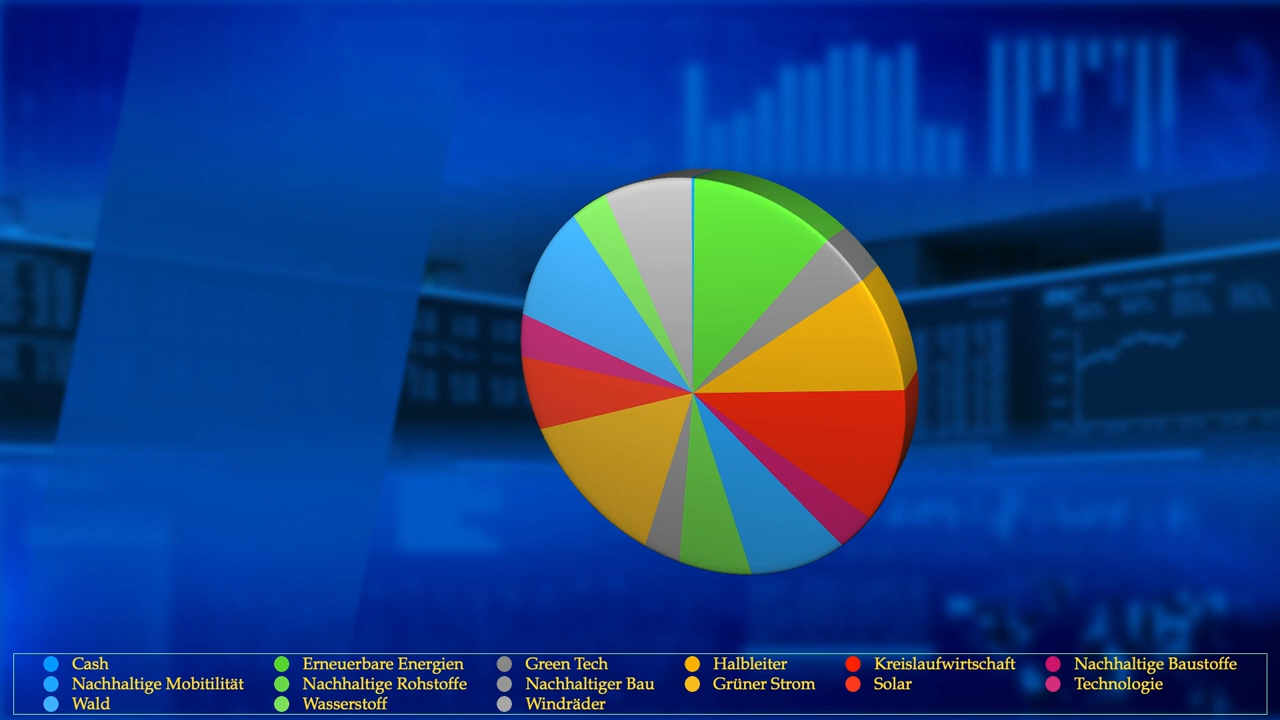 Cash Erneuerbare Energien Green Tech Halbleiter Kreislaufwirtschaft Nachhaltige Baustoffe
Nachhaltige Mobitilität Nachhaltige Rohstoffe Nachhaltiger Bau Grüner Strom Solar Technologie
Wald Wasserstoff Windräder